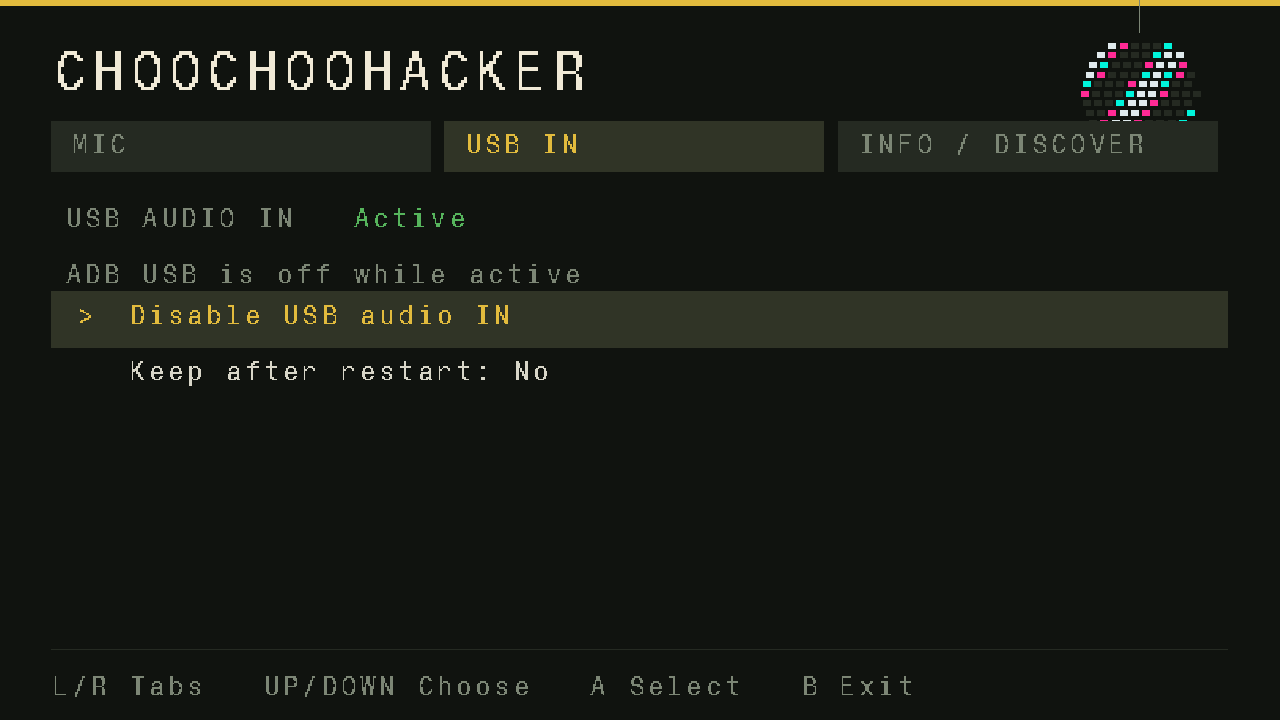 CHOOCHOOHACKER
MIC
USB IN
INFO / DISCOVER
USB AUDIO IN Active
ADB USB is off while active
> Disable USB audio IN
Keep after restart: No
L/R Tabs UP/DOWN Choose A Select B Exit